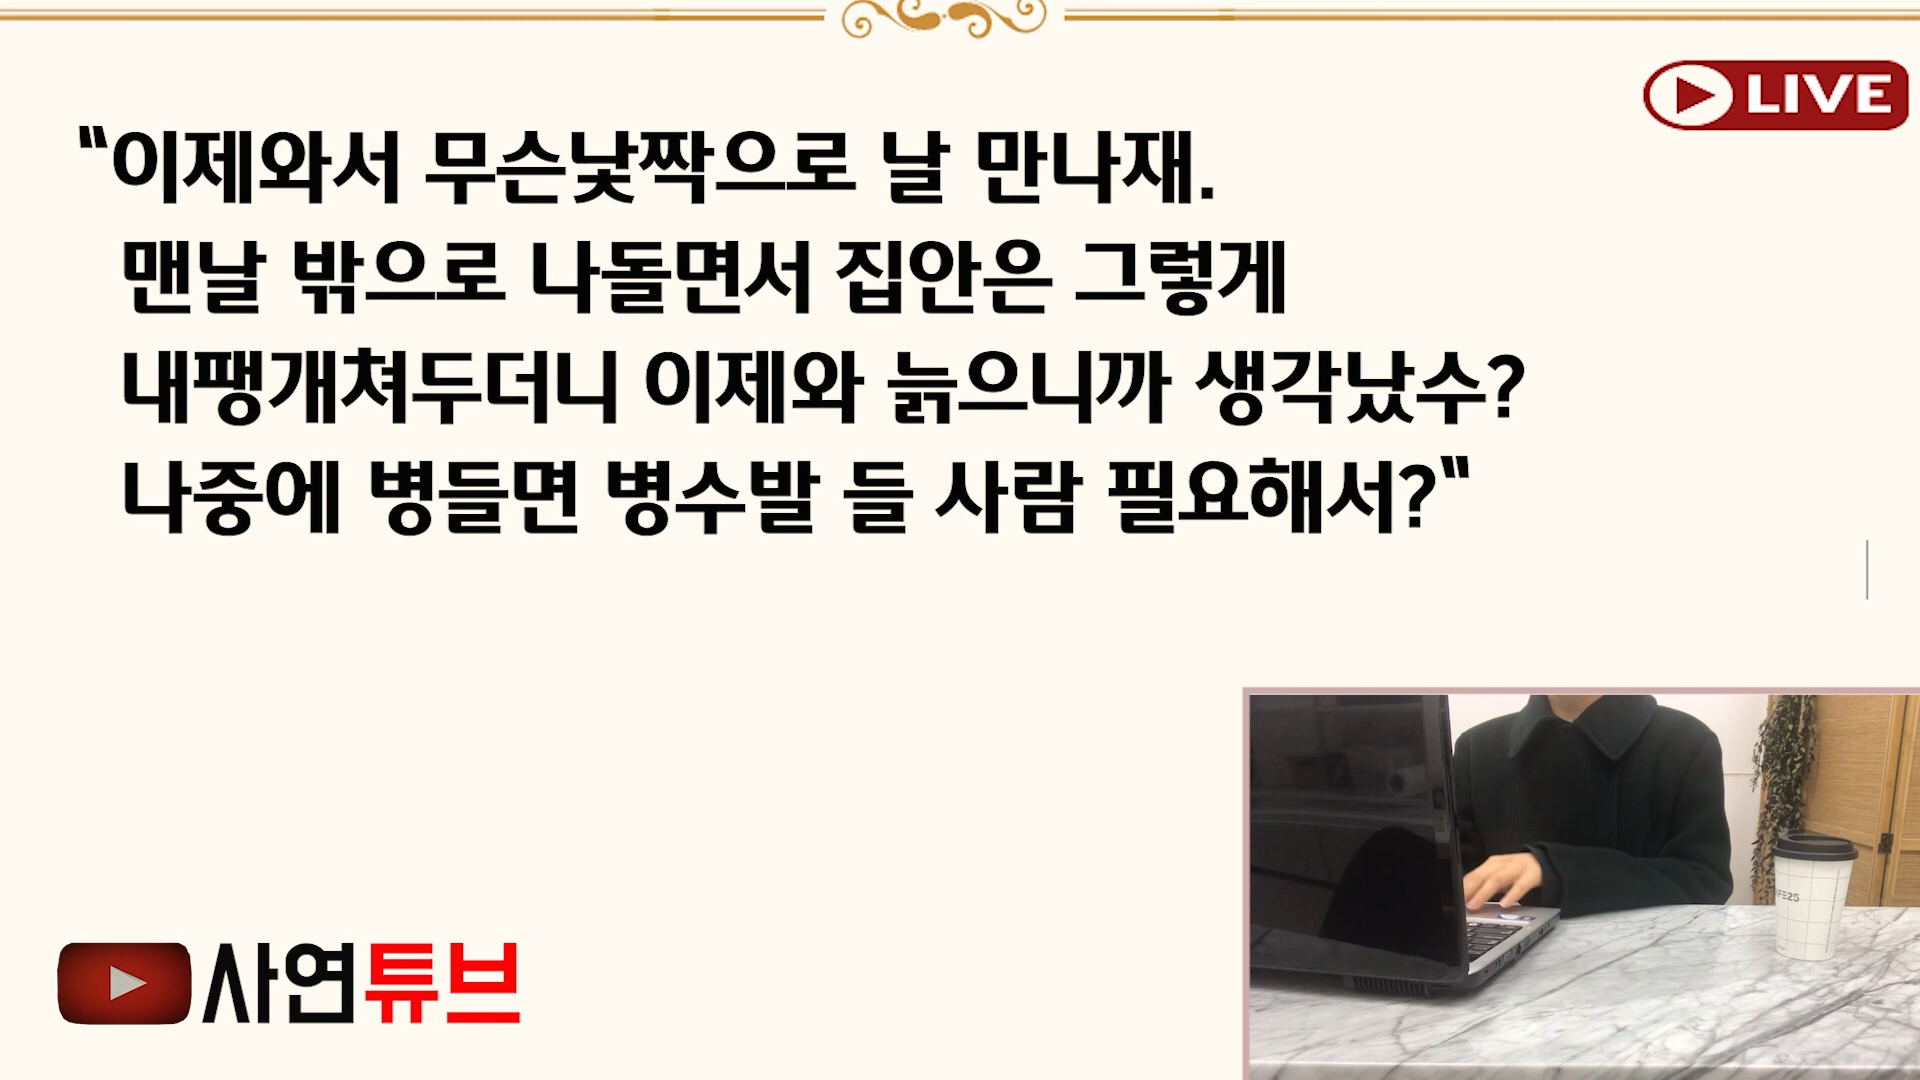 LIVE
"이제와서 무슨낯짝으로 날 만나재.
맨날 밖으로 나돌면서 집안은 그렇게
내팽개쳐두더니 이제와 늙으니까 생각났수?
나중에 병들면 병수발 들 사람 필요해서?"
사연튜브